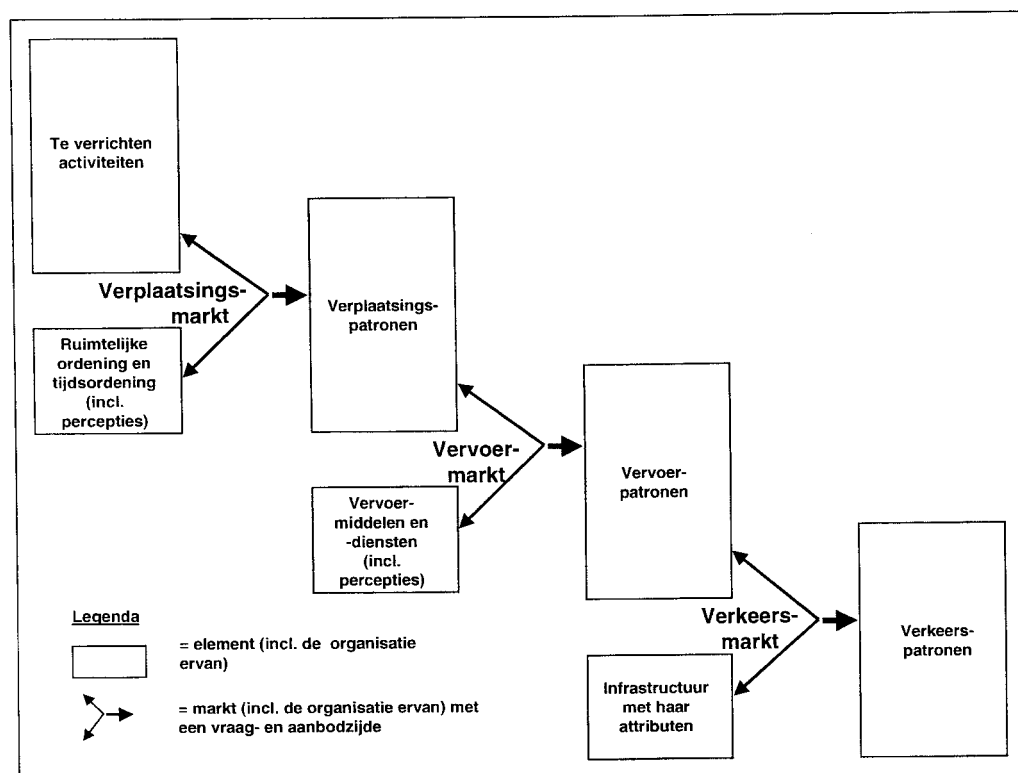 Te verrichten
activiteiten
Verplaatsings-
markt
Ruimtelijke
ordening en
tijdsordening
(incl.
percepties)
Verplaatsings-
patronen
Vervoer-
markt
Vervoer-
middelen en
-diensten
(incl.
percepties)
Vervoer-
patronen
Verkeers-
markt
Infrastructuur
met haar
attributen
Verkeers-
patronen
Legenda
= element (incl. de organisatie
ervan)
= markt (incl. de organisatie ervan) met
een vraag- en aanbodzijde